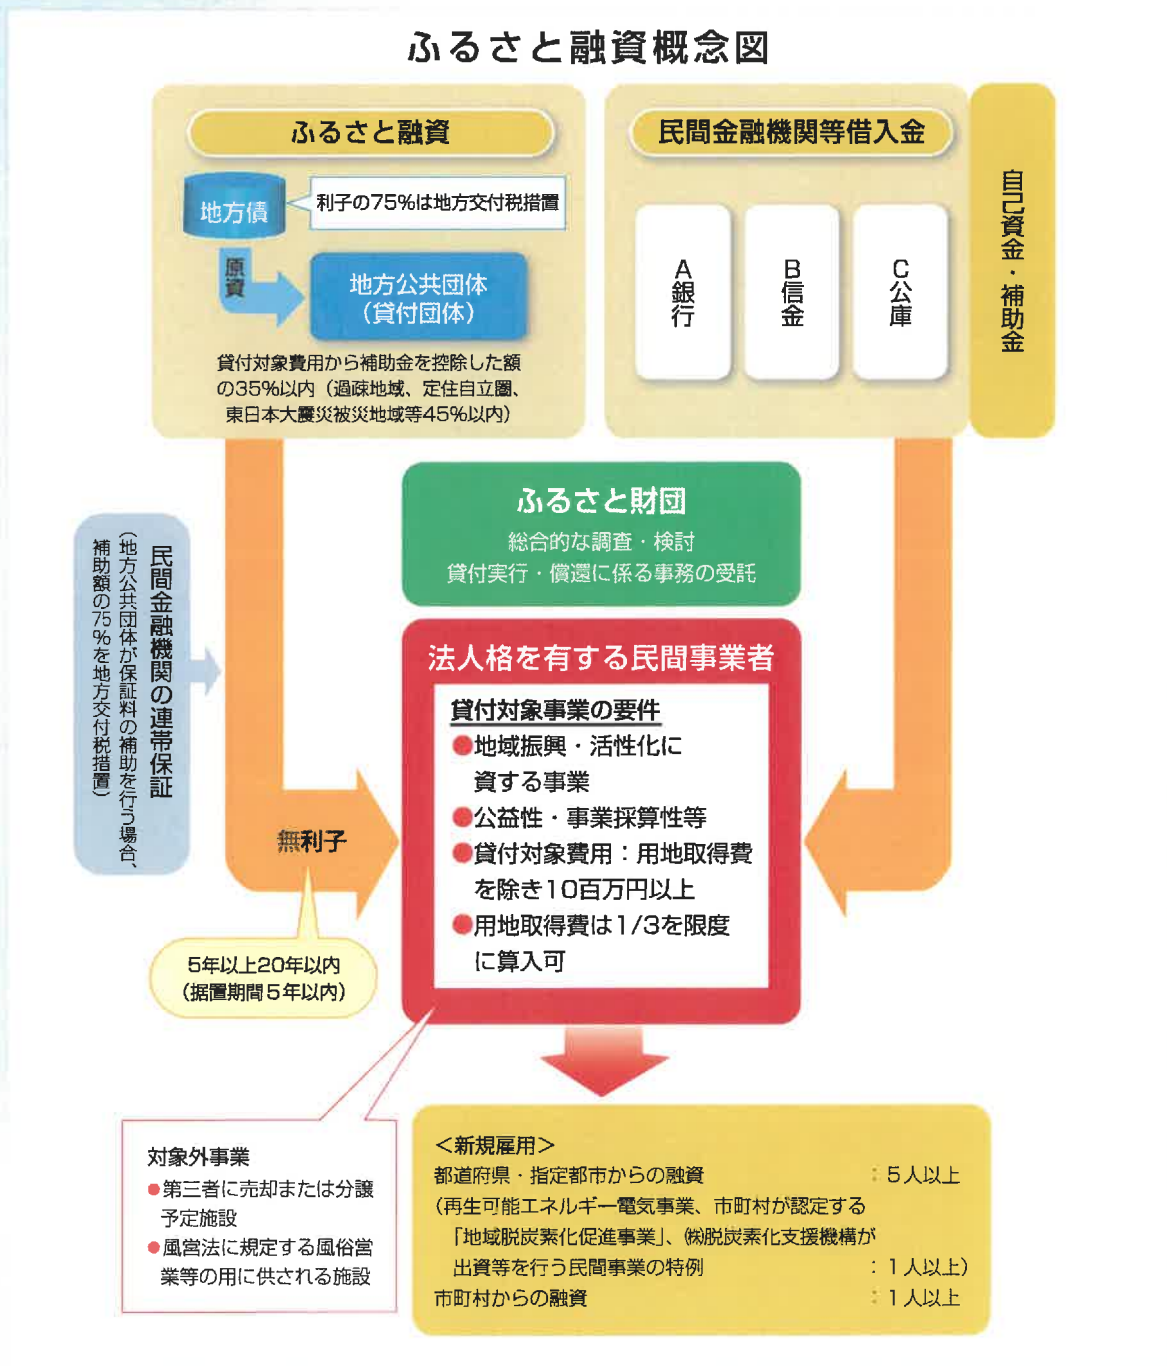 ふるさと融資概念図
ふるさと融資
地方債
利子の75%は地方交付税措置
原資
地方公共団体
（貸付団体）
貸付対象費用から補助金を控除した額
の35%以内（過疎地域、定住自立圏、
東日本大震災被災地域等45%以内）
民間金融機関等借入金
A銀行
B信金
C公庫
自己資金・補助金
ふるさと財団
総合的な調査・検討
貸付実行・償還に係る事務の受託
民間金融機関の連帯保証
（地方公共団体が保証料の補助を行う場合、
補助額の75%を地方交付税措置）
無利子
5年以上20年以内
（据置期間5年以内）
法人格を有する民間事業者
貸付対象事業の要件
●地域振興・活性化に
資する事業
●公益性・事業採算性等
●貸付対象費用：用地取得費
を除き10百万円以上
●用地取得費は1/3を限度
に算入可
対象外事業
●第三者に売却または分譲
予定施設
●風営法に規定する風俗営
業等の用に供される施設
＜新規雇用＞
都道府県・指定都市からの融資：5人以上
（再生可能エネルギー電気事業、市町村が認定する
「地域脱炭素化促進事業」、㈱脱炭素化支援機構が
出資等を行う民間事業の特例：1人以上）
市町村からの融資：1人以上